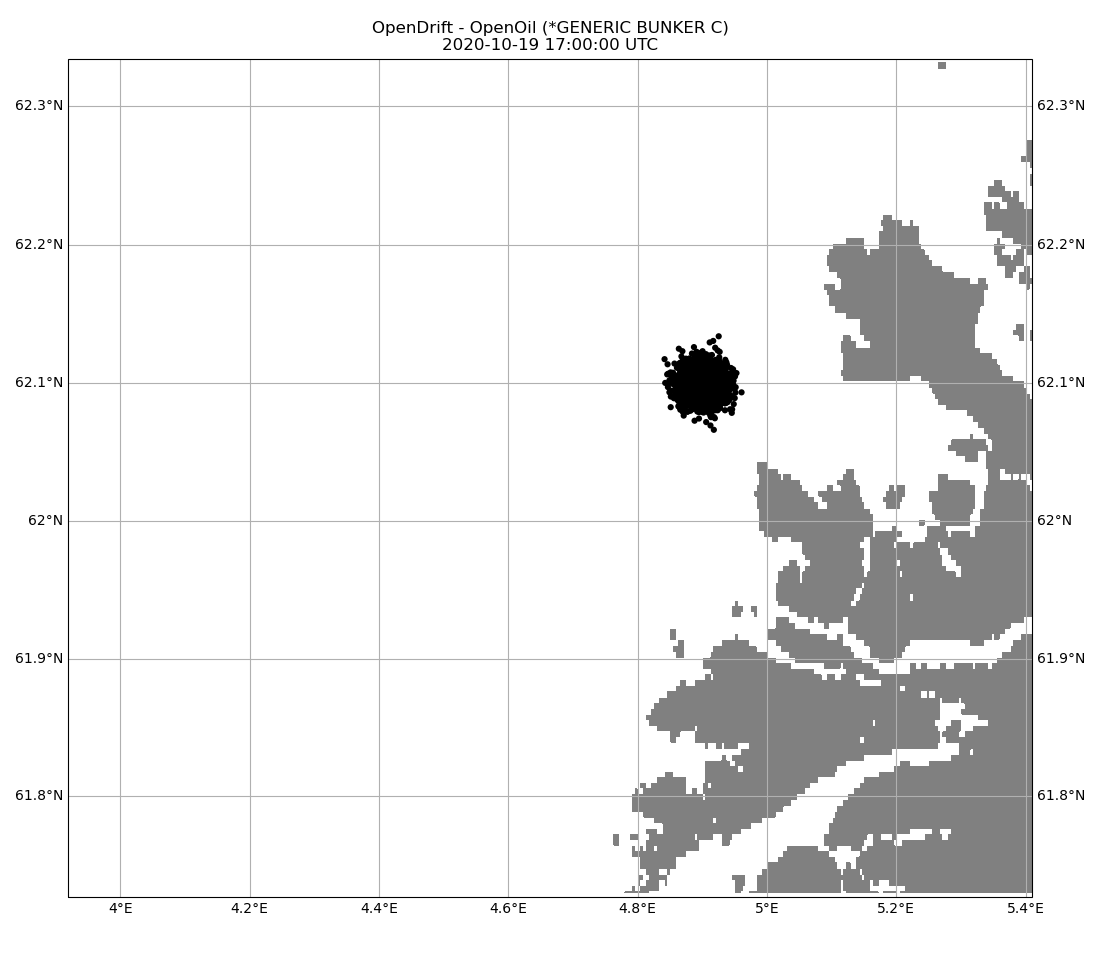 OpenDrift - OpenOil (*GENERIC BUNKER C)
2020-10-19 17:00:00 UTC
62.3°N 62.3°N
62.2°N 62.2°N
62.1°N 62.1°N
62°N 62°N
61.9°N 61.9°N
61.8°N 61.8°N
4°E 4.2°E 4.4°E 4.6°E 4.8°E 5°E 5.2°E 5.4°E